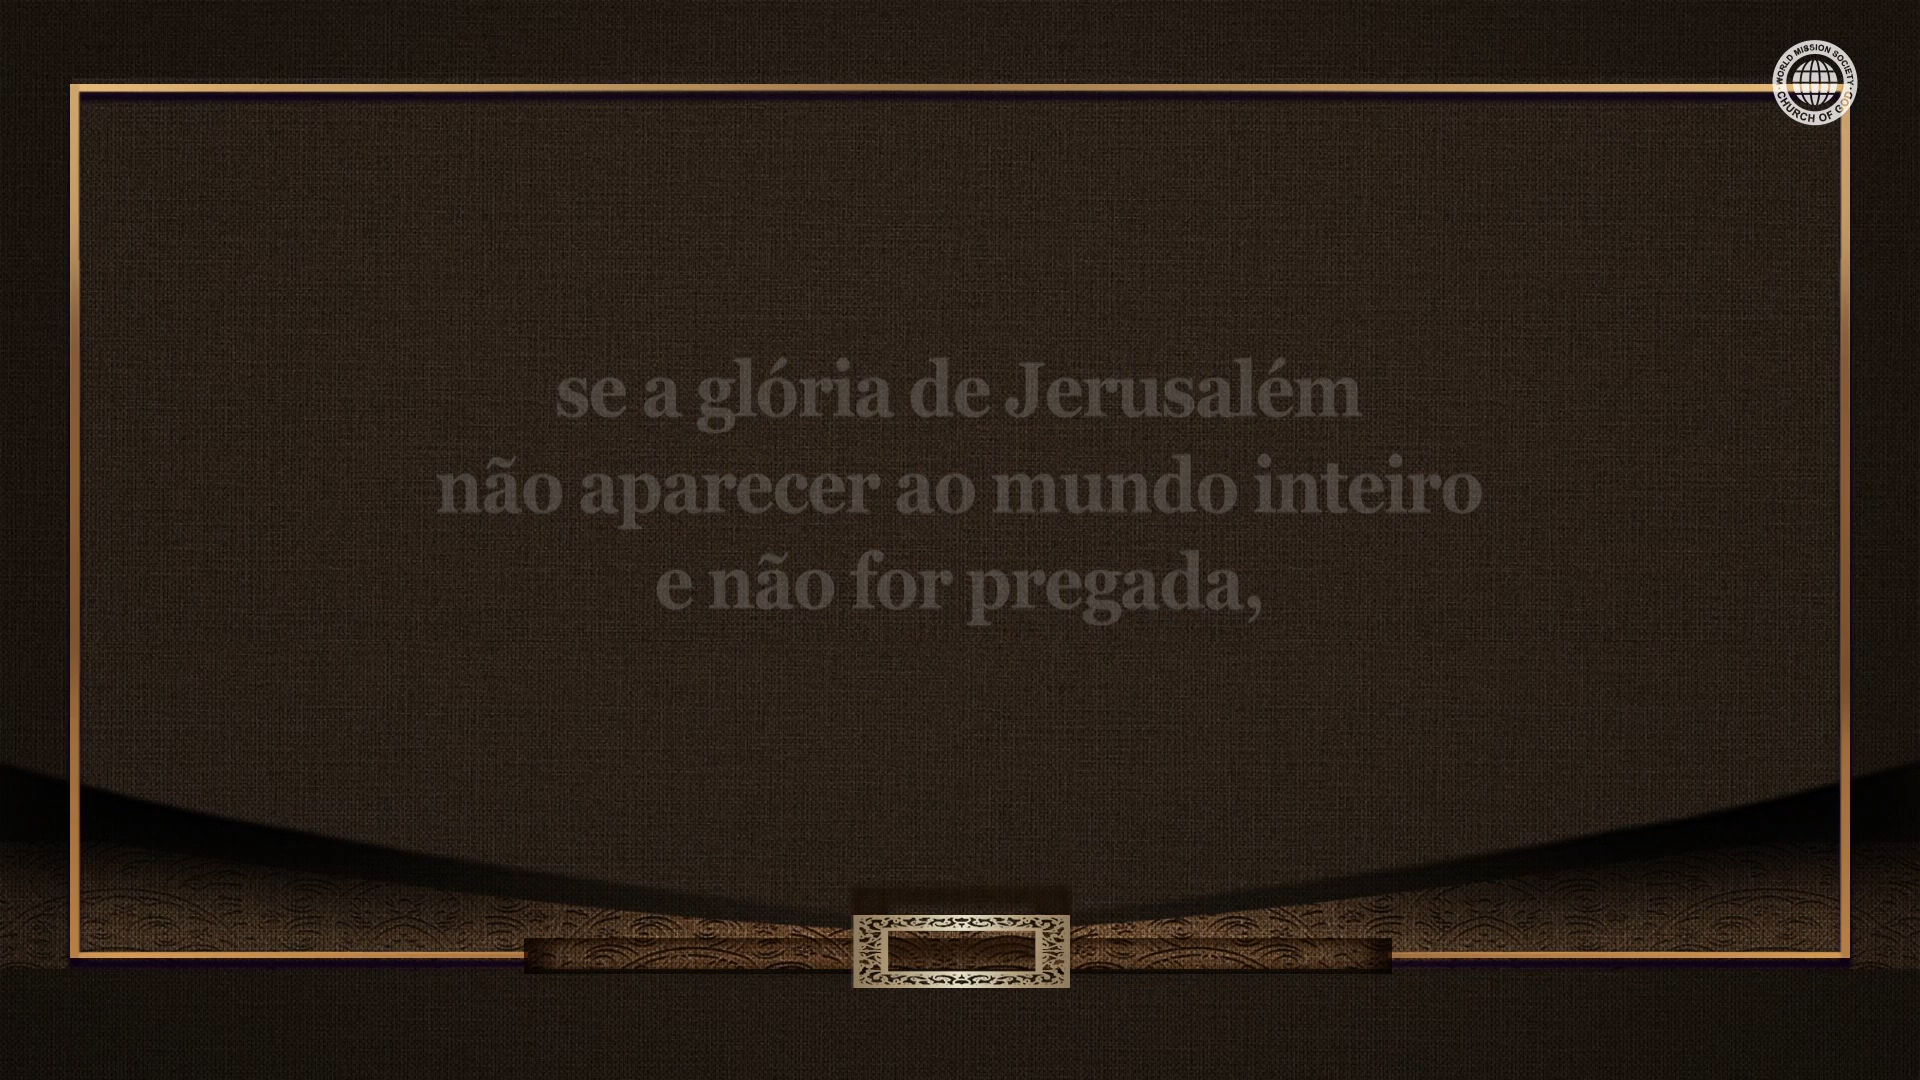 WORLD MISSION SOCIETY
CHURCH OF GOD
se a glória de Jerusalém
não aparecer ao mundo inteiro
e não for pregada,